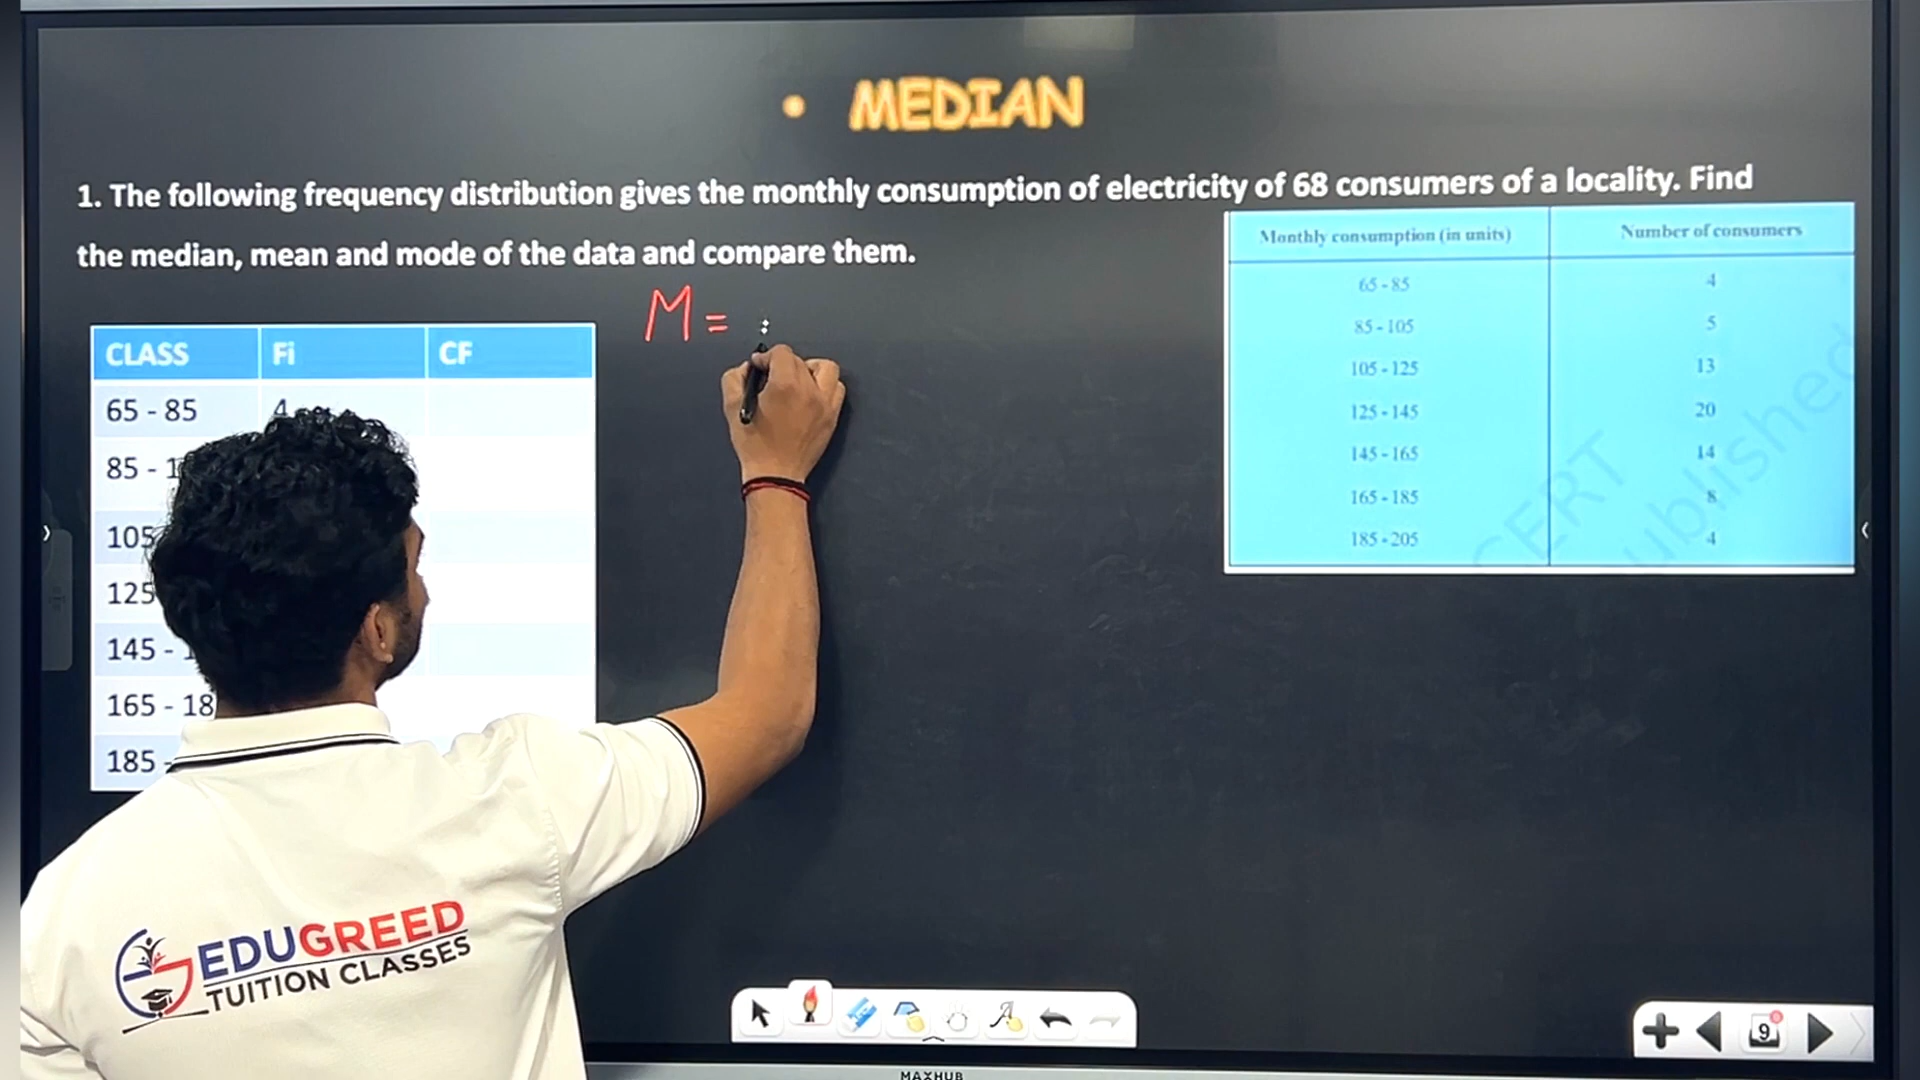 • MEDIAN
1. The following frequency distribution gives the monthly consumption of electricity of 68 consumers of a locality. Find
the median, mean and mode of the data and compare them.
Monthly consumption (in units) Number of consumers
65 - 85 4
85 - 105 5
105 - 125 13
125 - 145 20
145 - 165 14
165 - 185 8
185 - 205 4
M =
CLASS Fi CF
65 - 85 4
85 - 1
105
125
145 -
165 - 18
185 -
EDUGREED
TUITION CLASSES
9
MAXHUB